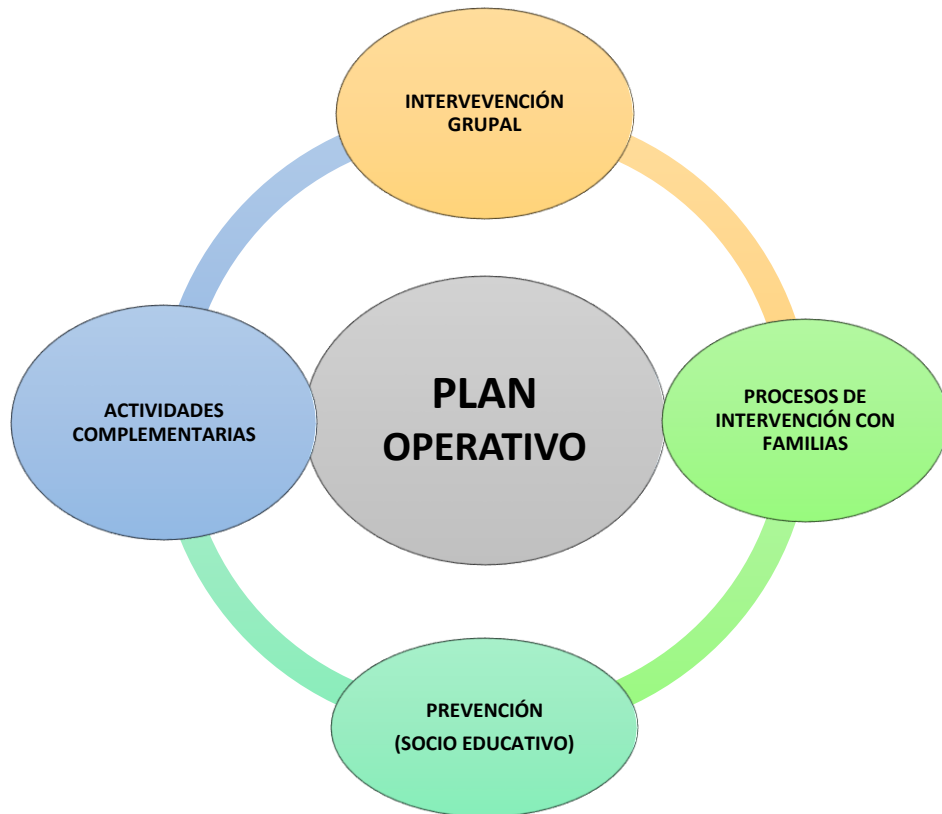 INTERVEVENCIÓN
GRUPAL
PLAN
OPERATIVO
PROCESOS DE
INTERVENCIÓN CON
FAMILIAS
ACTIVIDADES
COMPLEMENTARIAS
PREVENCIÓN
(SOCIO EDUCATIVO)